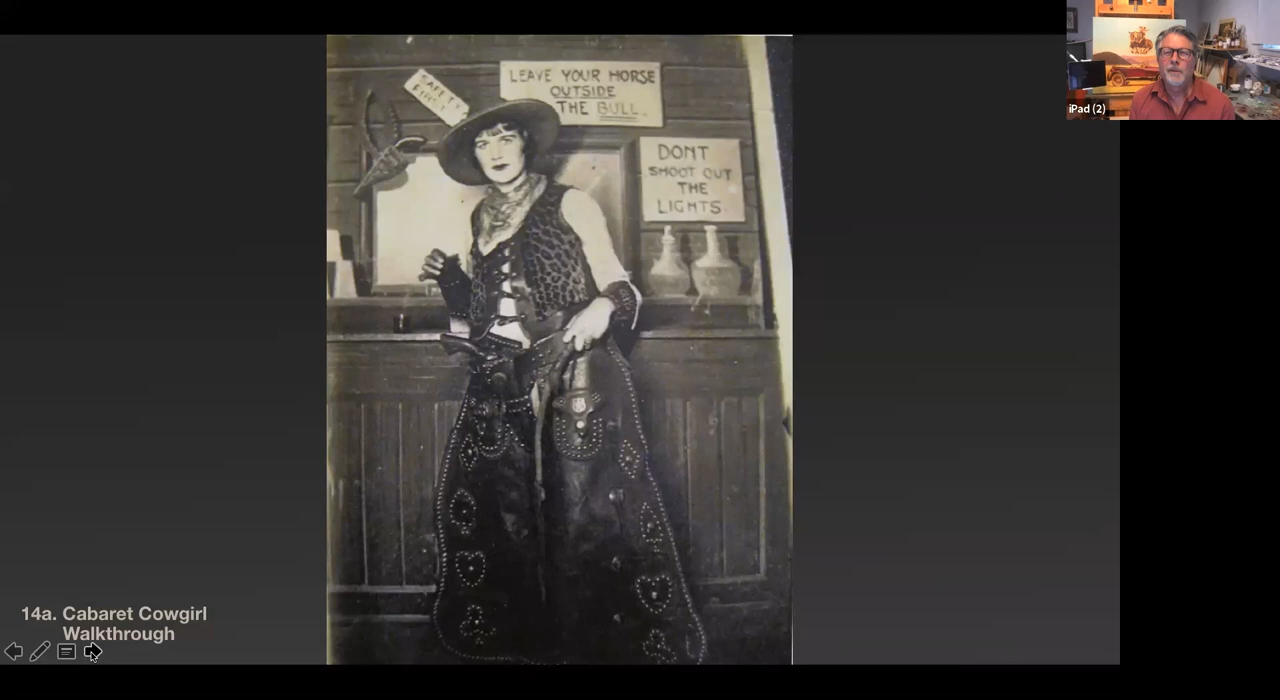 iPad (2)
SAFETY
FIRST
LEAVE YOUR HORSE
OUTSIDE
THE BULL.
DONT
SHOOT OUT
THE
LIGHTS.
14a. Cabaret Cowgirl
Walkthrough